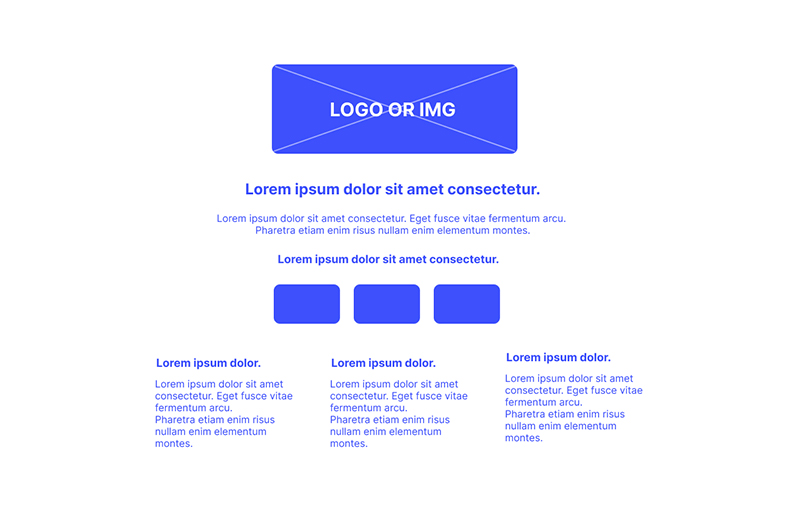 LOGO OR IMG
Lorem ipsum dolor sit amet consectetur.
Lorem ipsum dolor sit amet consectetur. Eget fusce vitae fermentum arcu.
Pharetra etiam enim risus nullam enim elementum montes.
Lorem ipsum dolor sit amet consectetur.
Lorem ipsum dolor.
Lorem ipsum dolor sit amet
consectetur. Eget fusce vitae
fermentum arcu.
Pharetra etiam enim risus
nullam enim elementum
montes.
Lorem ipsum dolor.
Lorem ipsum dolor sit amet
consectetur. Eget fusce vitae
fermentum arcu.
Pharetra etiam enim risus
nullam enim elementum
montes.
Lorem ipsum dolor.
Lorem ipsum dolor sit amet
consectetur. Eget fusce vitae
fermentum arcu.
Pharetra etiam enim risus
nullam enim elementum
montes.